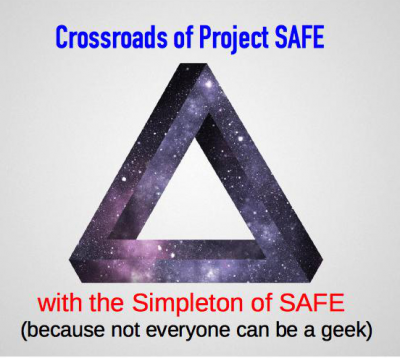 Crossroads of Project SAFE
with the Simpleton of SAFE
(because not everyone can be a geek)